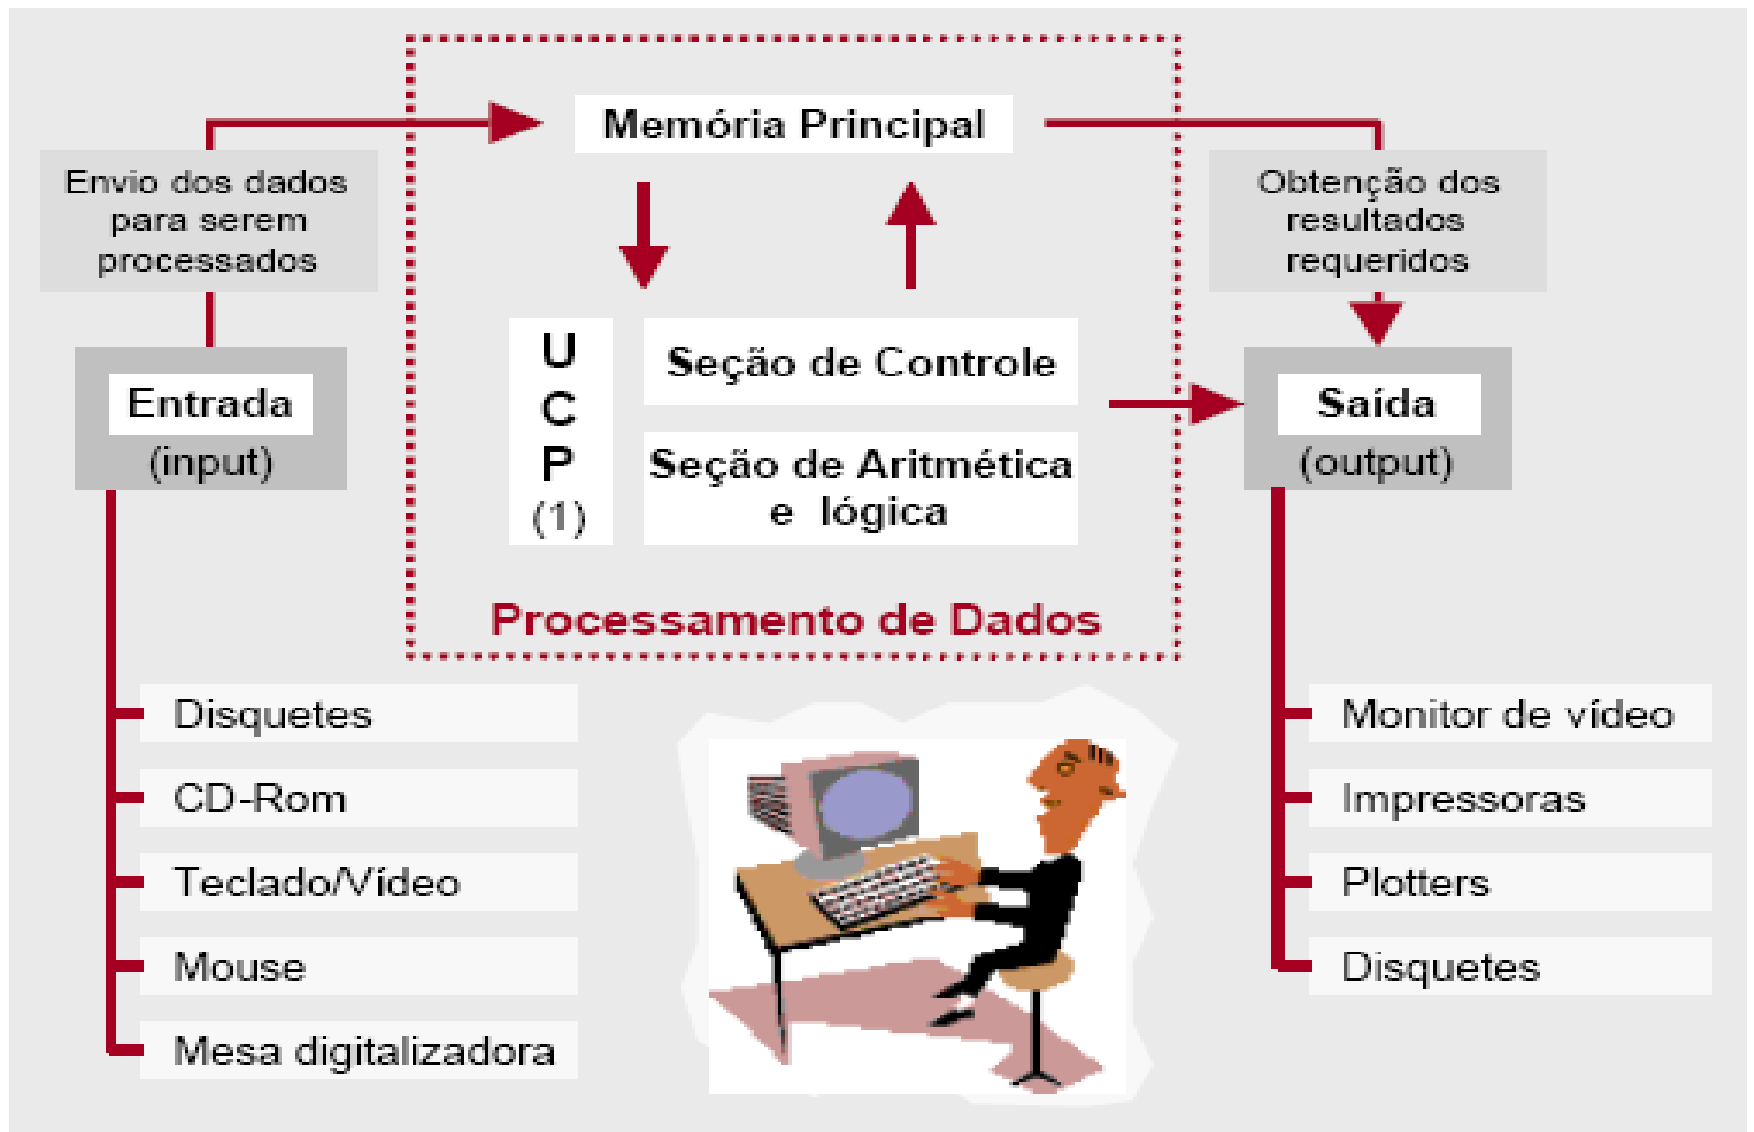 Memória Principal
Envio dos dados
para serem
processados
Obtenção dos
resultados
requeridos
Entrada
(input)
U
C
P
(1)
Seção de Controle
Seção de Aritmética
e lógica
Saída
(output)
Processamento de Dados
Disquetes
CD-Rom
Teclado/Vídeo
Mouse
Mesa digitalizadora
Monitor de vídeo
Impressoras
Plotters
Disquetes